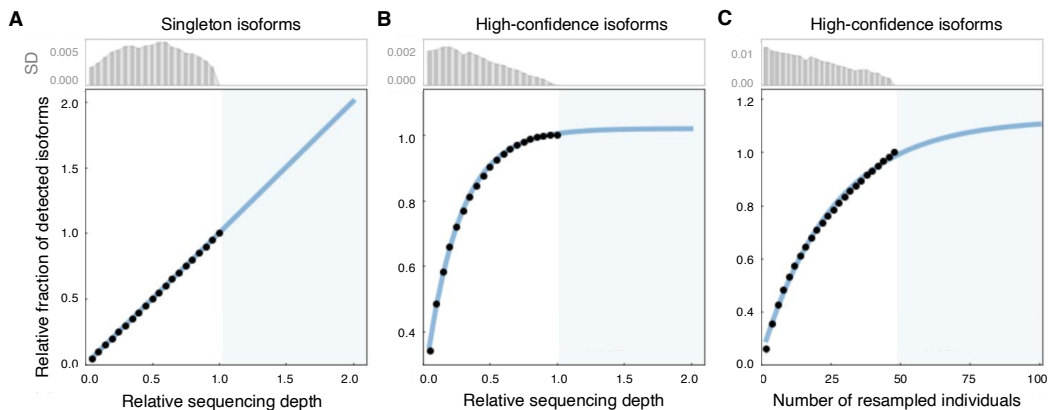 A
Singleton isoforms
SD
0.005
0.000
Relative fraction of detected isoforms
2.0
1.5
1.0
0.5
0.0
0.0 0.5 1.0 1.5 2.0
Relative sequencing depth
B
High-confidence isoforms
0.002
0.000
1.0
0.8
0.6
0.4
0.0 0.5 1.0 1.5 2.0
Relative sequencing depth
C
High-confidence isoforms
0.01
0.00
1.2
1.0
0.8
0.6
0.4
0.0
0 25 50 75 100
Number of resampled individuals